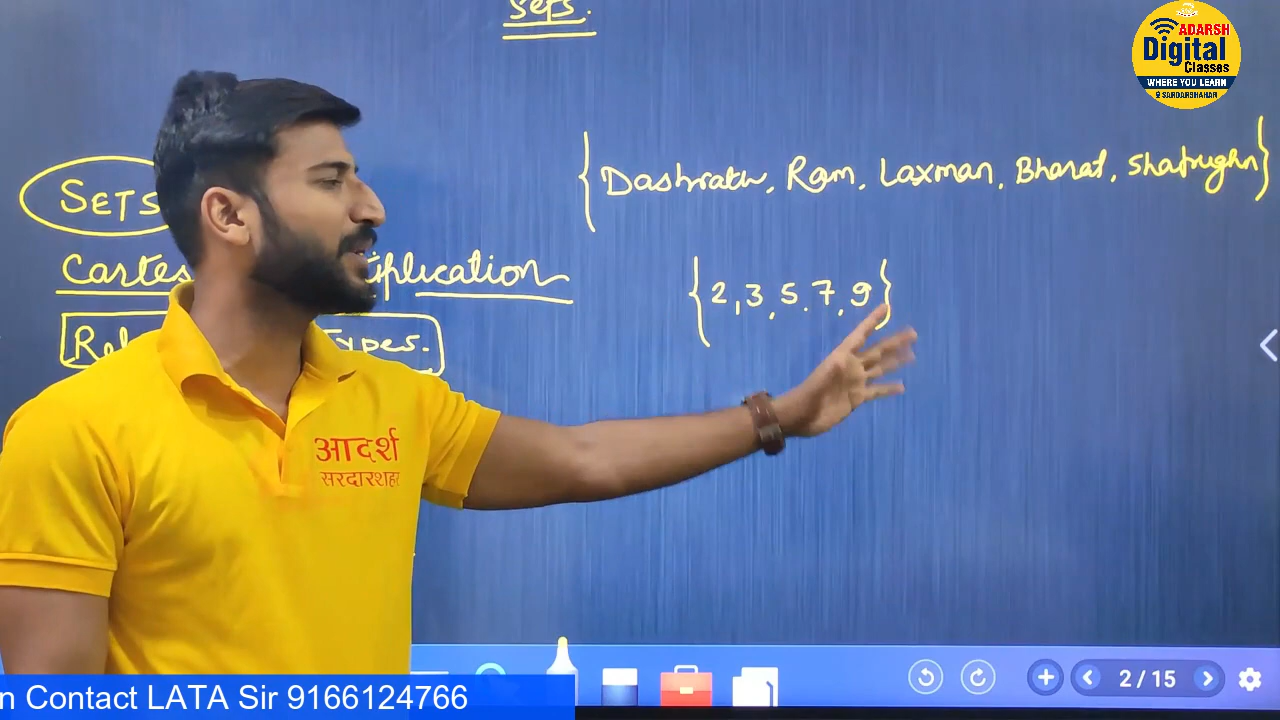 Sets.
ADARSH
Digital
Classes
WHERE YOU LEARN
SARDARSHAHAR
{Dashrath, Ram, Laxman, Bharat, Shatrughn}
SETS
{2,3,5,7,9}
Types.
आदर्श
सरदारशहर
2 / 15
n Contact LATA Sir 9166124766